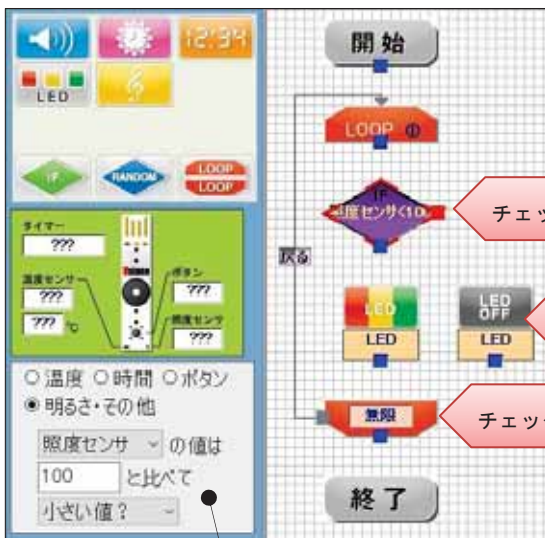 12:34
LED
IF
RANDOM
LOOP
LOOP
タイマー
???
温度センサ
???
??? ℃
ボタン
???
照度センサ
???
○温度 ○時間 ○ボタン
◉明るさ・その他
照度センサ の値は
100 と比べて
小さい値？
開始
LOOP ①
IF
照度センサ<10
戻る
LED
LED
LED
OFF
LED
無限
終了
チェッ
チェッ